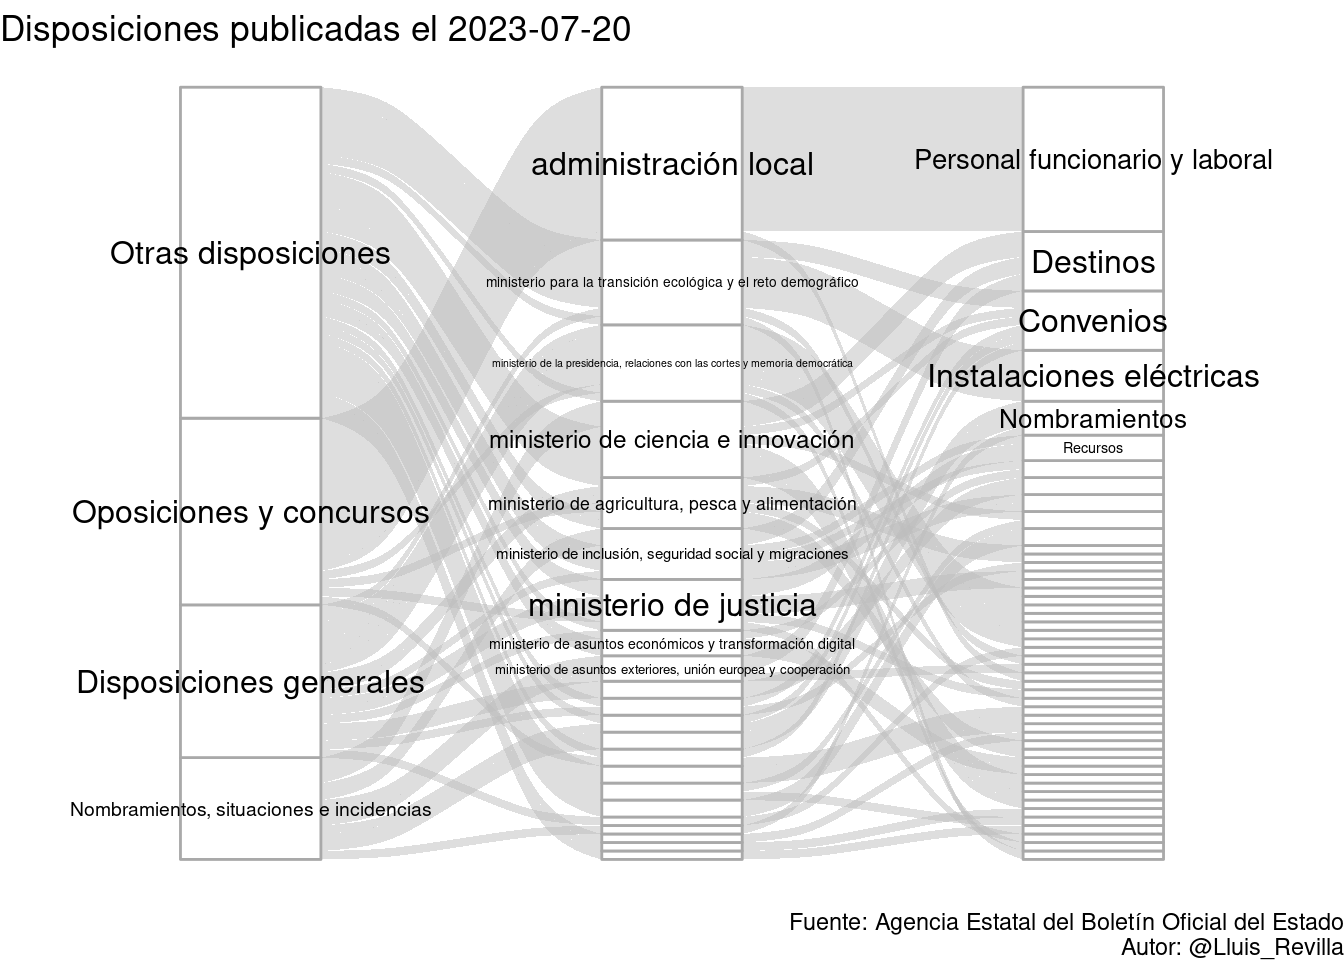 Disposiciones publicadas el 2023-07-20
Otras disposiciones
Oposiciones y concursos
Disposiciones generales
Nombramientos, situaciones e incidencias
administración local
ministerio para la transición ecológica y el reto demográfico
ministerio de la presidencia, relaciones con las cortes y memoria democrática
ministerio de ciencia e innovación
ministerio de agricultura, pesca y alimentación
ministerio de inclusión, seguridad social y migraciones
ministerio de justicia
ministerio de asuntos económicos y transformación digital
ministerio de asuntos exteriores, unión europea y cooperación
Personal funcionario y laboral
Destinos
Convenios
Instalaciones eléctricas
Nombramientos
Recursos
Fuente: Agencia Estatal del Boletín Oficial del Estado
Autor: @Lluis_Revilla